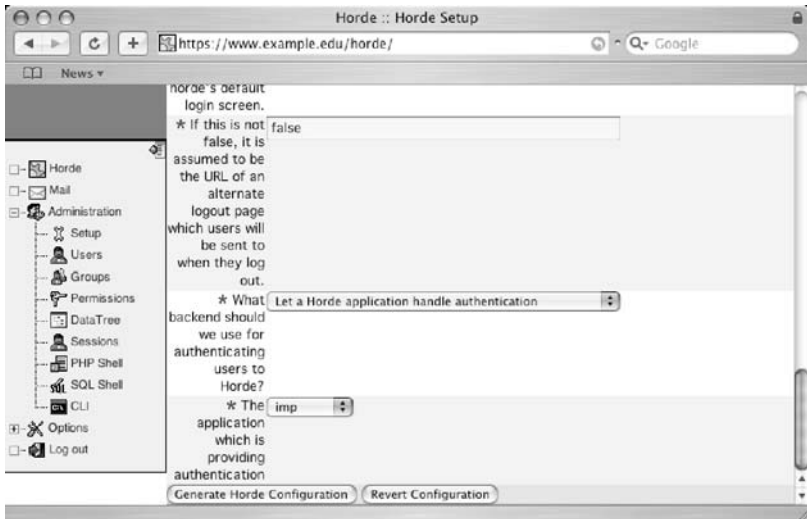 Horde :: Horde Setup
https://www.example.edu/horde/
Google
News
Horde
Mail
Administration
Setup
Users
Groups
Permissions
DataTree
Sessions
PHP Shell
SQL Shell
CLI
Options
Log out
horde's default
login screen.
* If this is not
false, it is
assumed to be
the URL of an
alternate
logout page
which users will
be sent to
when they log
out.
false
* What
backend should
we use for
authenticating
users to
Horde?
Let a Horde application handle authentication
* The
application
which is
providing
authentication
imp
Generate Horde Configuration
Revert Configuration